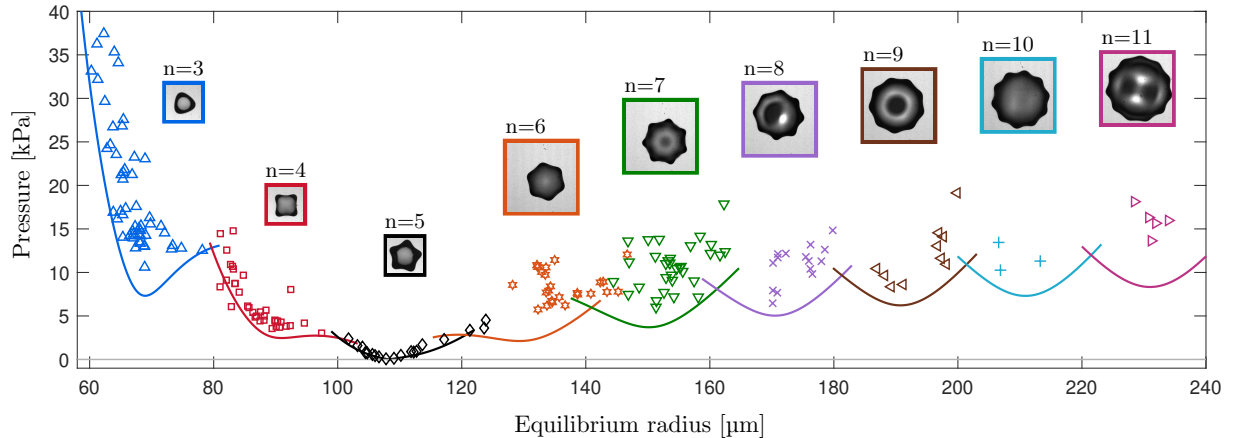 40
35
30
25
20
15
10
5
0
Pressure [kPa]
n=3
n=4
n=5
n=6
n=7
n=8
n=9
n=10
n=11
60 80 100 120 140 160 180 200 220 240
Equilibrium radius [µm]